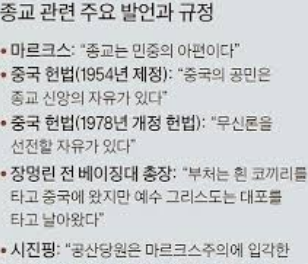 종교 관련 주요 발언과 규정
• 마르크스: “종교는 민중의 아편이다”
• 중국 헌법(1954년 제정): “중국의 공민은
종교 신앙의 자유가 있다”
• 중국 헌법(1978년 개정 헌법): “무신론을
선전할 자유가 있다”
• 장멍린 전 베이징대 총장: “부처는 흰 코끼리를
타고 중국에 왔지만 예수 그리스도는 대포를
타고 날아왔다”
• 시진핑: “공산당원은 마르크스주의에 입각한